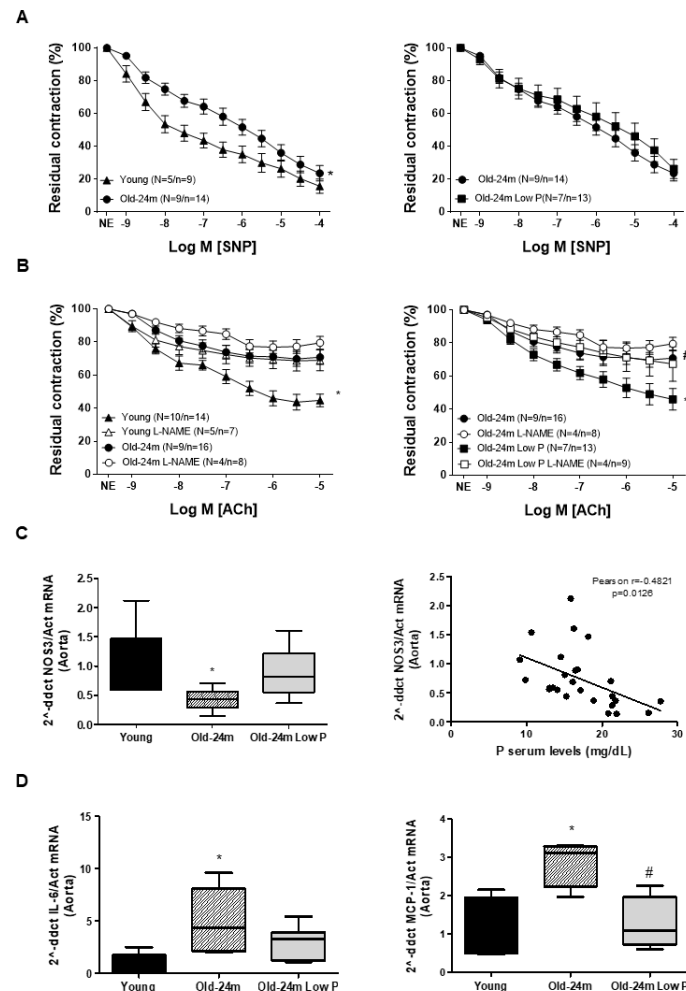 A
Residual contraction (%)
100
80
60
40
20
0
Young (N=5/n=9)
Old-24m (N=9/n=14)
*
NE -9 -8 -7 -6 -5 -4
Log M [SNP]
Residual contraction (%)
100
80
60
40
20
0
Old-24m (N=9/n=14)
Old-24m Low P(N=7/n=13)
NE -9 -8 -7 -6 -5 -4
Log M [SNP]
B
Residual contraction (%)
100
80
60
40
20
0
*
Young (N=10/n=14)
Young L-NAME (N=5/n=7)
Old-24m (N=9/n=16)
Old-24m L-NAME (N=4/n=8)
NE -9 -8 -7 -6 -5
Log M [ACh]
Residual contraction (%)
100
80
60
40
20
0
#
*
Old-24m (N=9/n=16)
Old-24m L-NAME (N=4/n=8)
Old-24m Low P (N=7/n=13)
Old-24m Low P L-NAME (N=4/n=9)
NE -9 -8 -7 -6 -5
Log M [ACh]
C
2^-ddct NOS3/Act mRNA
(Aorta)
2.5
2.0
1.5
1.0
0.5
0.0
*
Young Old-24m Old-24m Low P
2^-ddct NOS3/Act mRNA
(Aorta)
2.5
2.0
1.5
1.0
0.5
0.0
Pearson r=-0.4821
p=0.0126
0 10 20 30
P serum levels (mg/dL)
D
2^-ddct IL-6/Act mRNA
(Aorta)
15
10
5
0
*
Young Old-24m Old-24m Low P
2^-ddct MCP-1/Act mRNA
(Aorta)
4
3
2
1
0
*
#
Young Old-24m Old-24m Low P